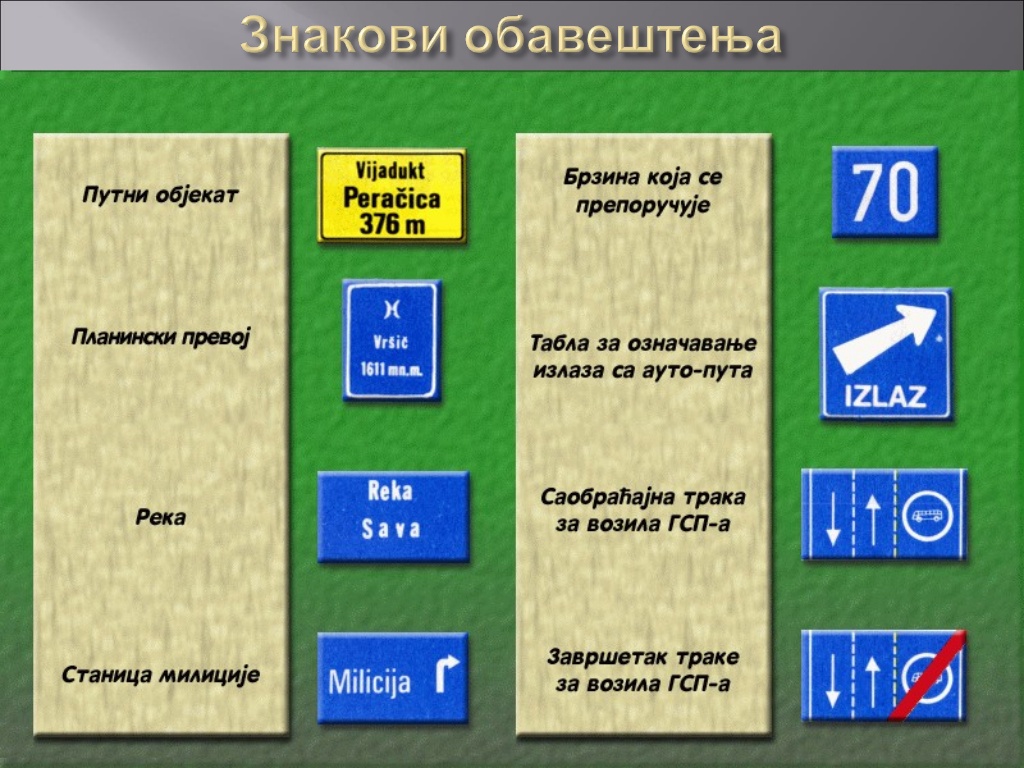 Знакови обавештења
Путни објекат
Vijadukt
Peračica
376 m
Планински превој
Vršič
1611 mn.m.
Река
Reka
Sava
Станица милиције
Milicija
Брзина која се
препоручује
70
Табла за означавање
излаза са ауто-пута
IZLAZ
Саобраћајна трака
за возила ГСП-а
Завршетак траке
за возила ГСП-а